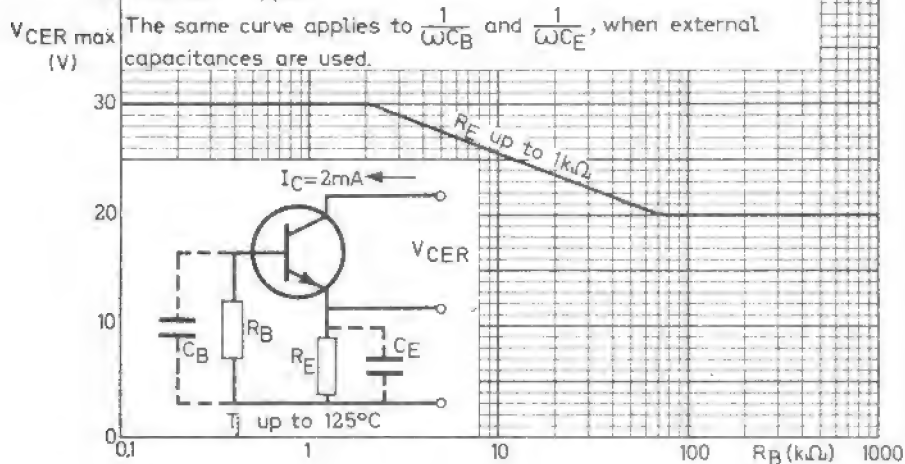 The same curve applies to 1/ωC_B and 1/ωC_E, when external
capacitances are used.
V_CER max
(V)
30
20
10
0
R_E up to 1kΩ
I_C=2mA
V_CER
C_B
R_B
R_E
C_E
T_j up to 125°C
0,1
1
10
100
R_B (kΩ)
1000